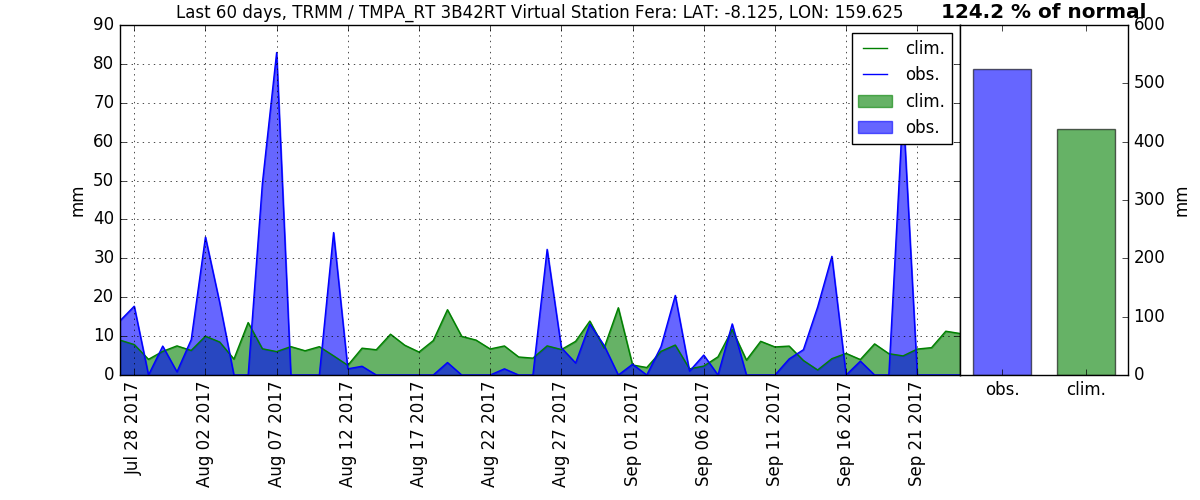 Last 60 days, TRMM / TMPA_RT 3B42RT Virtual Station Fera: LAT: -8.125, LON: 159.625
124.2 % of normal
90
80
70
60
50
40
30
20
10
0
mm
clim.
obs.
clim.
obs.
Jul 28 2017
Aug 02 2017
Aug 07 2017
Aug 12 2017
Aug 17 2017
Aug 22 2017
Aug 27 2017
Sep 01 2017
Sep 06 2017
Sep 11 2017
Sep 16 2017
Sep 21 2017
600
500
400
300
200
100
0
mm
obs.
clim.